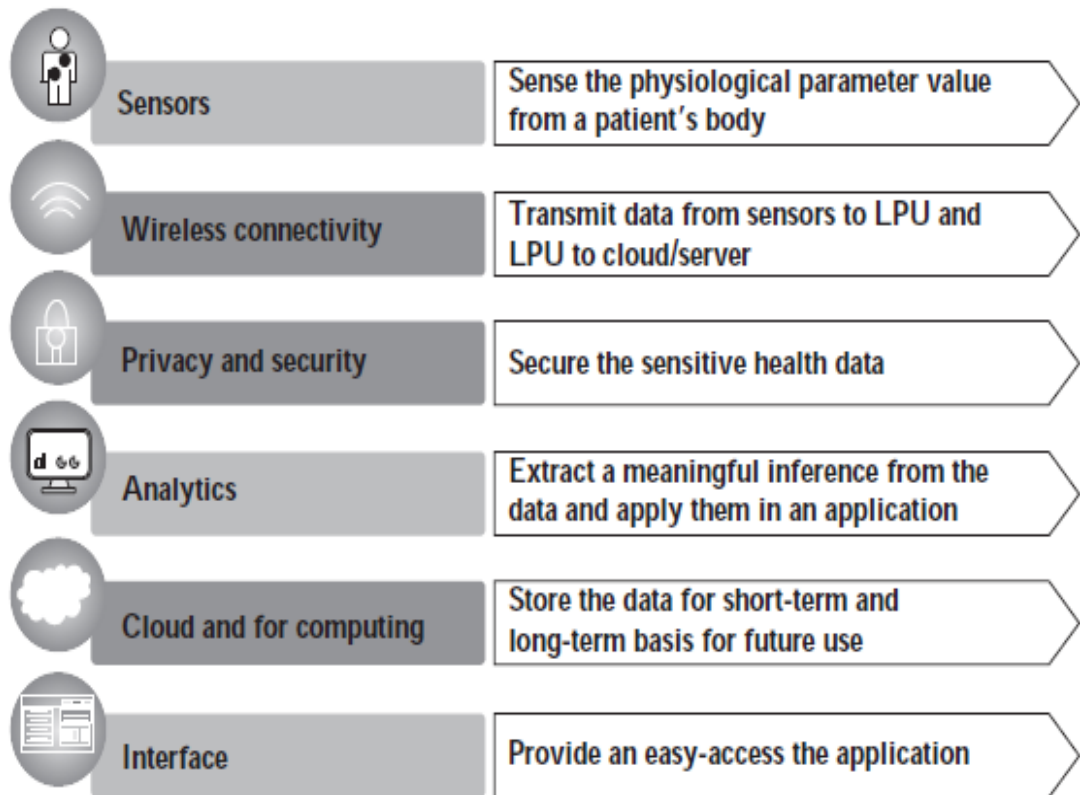 Sensors
Sense the physiological parameter value
from a patient's body
Wireless connectivity
Transmit data from sensors to LPU and
LPU to cloud/server
Privacy and security
Secure the sensitive health data
Analytics
Extract a meaningful inference from the
data and apply them in an application
Cloud and for computing
Store the data for short-term and
long-term basis for future use
Interface
Provide an easy-access the application